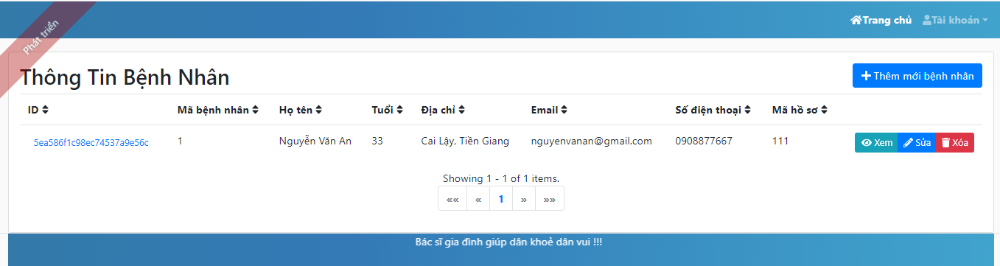 Trang chủ Tài khoản
Phát triển
Thông Tin Bệnh Nhân
Thêm mới bệnh nhân
ID Mã bệnh nhân Họ tên Tuổi Địa chỉ Email Số điện thoại Mã hồ sơ
5ea586f1c98ec74537a9e56c 1 Nguyễn Văn An 33 Cai Lậy, Tiền Giang nguyenvanan@gmail.com 0908877667 111 Xem Sửa Xóa
Showing 1 - 1 of 1 items.
«« « 1 » »»
Bác sĩ gia đình giúp dân khoẻ dân vui !!!